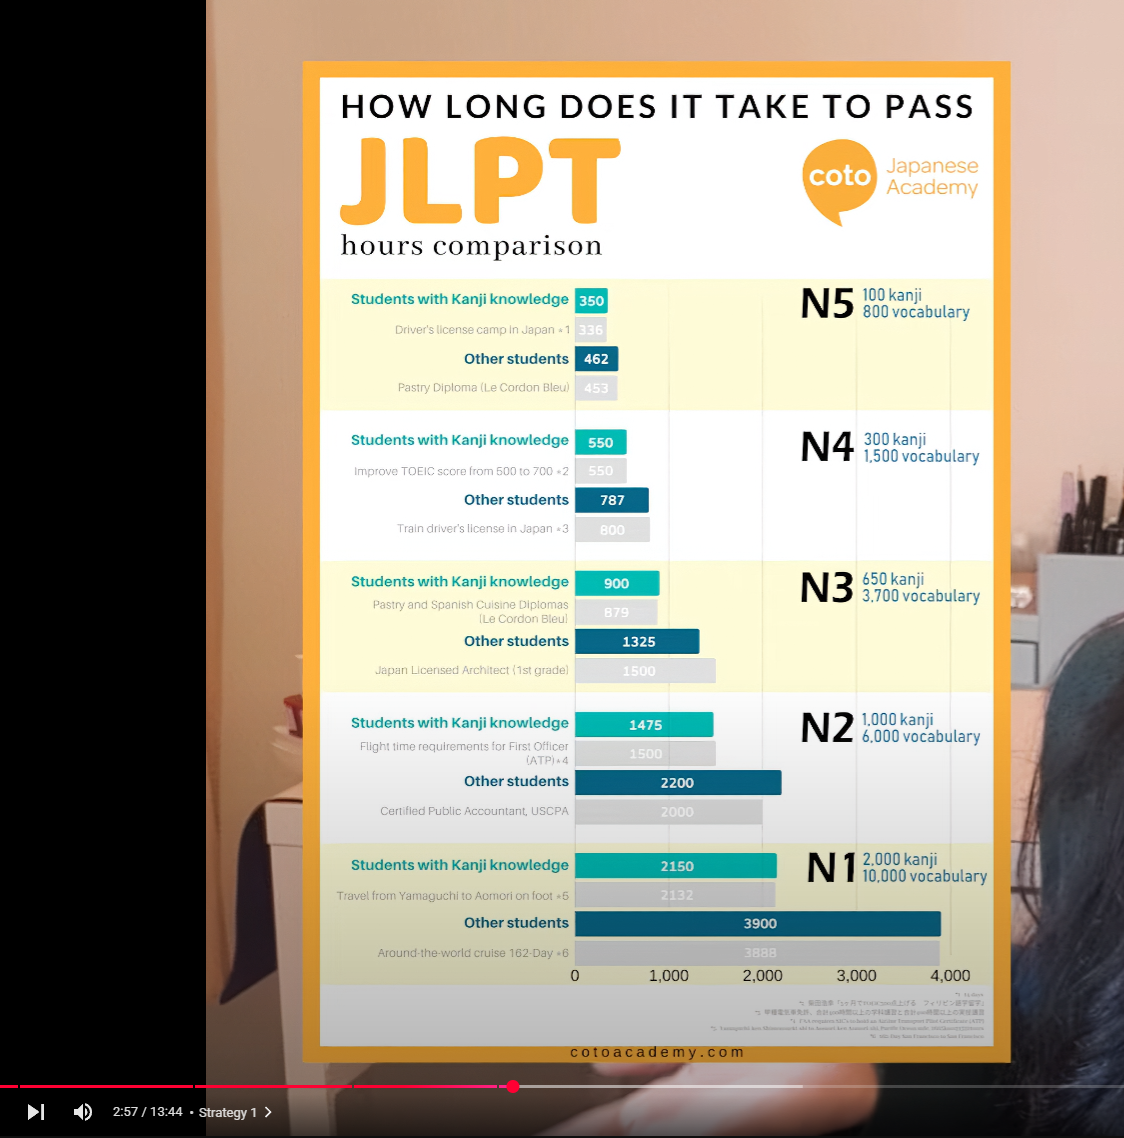 HOW LONG DOES IT TAKE TO PASS
JLPT
hours comparison
coto Japanese
Academy
N5 100 kanji
800 vocabulary
Students with Kanji knowledge 350
Driver's license camp in Japan *1 336
Other students 462
Pastry Diploma (Le Cordon Bleu) 453
N4 300 kanji
1,500 vocabulary
Students with Kanji knowledge 550
Improve TOEIC score from 500 to 700 *2 550
Other students 787
Train driver's license in Japan *3 800
N3 650 kanji
3,700 vocabulary
Students with Kanji knowledge 900
Pastry and Spanish Cuisine Diplomas
(Le Cordon Bleu) 879
Other students 1325
Japan Licensed Architect (1st grade) 1500
N2 1,000 kanji
6,000 vocabulary
Students with Kanji knowledge 1475
Flight time requirements for First Officer
(ATP)*4 1500
Other students 2200
Certified Public Accountant, USCPA 2000
N1 2,000 kanji
10,000 vocabulary
Students with Kanji knowledge 2150
Travel from Yamaguchi to Aomori on foot *5 2132
Other students 3900
Around-the-world cruise 162-Day *6 3888
0 1,000 2,000 3,000 4,000
cotoacademy.com
2:57 / 13:44 • Strategy 1